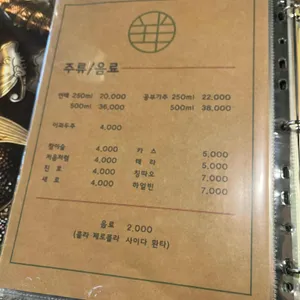 주류/음료
연태 250ml 20,000 공부가주 250ml 22,000
500ml 36,000 500ml 38,000
이과두주 4,000
참이슬 4,000 카스 5,000
처음처럼 4,000 테라 5,000
진로 4,000 칭따오 7,000
새로 4,000 하얼빈 7,000
음료 2,000
(콜라 제로콜라 사이다 환타)